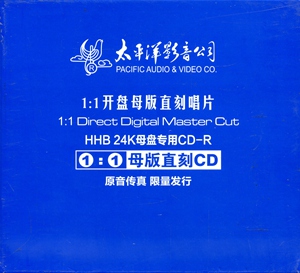 太平洋影音公司
PACIFIC AUDIO & VIDEO CO.
1:1开盘母版直刻唱片
1:1 Direct Digital Master Cut
HHB 24K母盘专用CD-R
1:1母版直刻CD
原音传真 限量发行